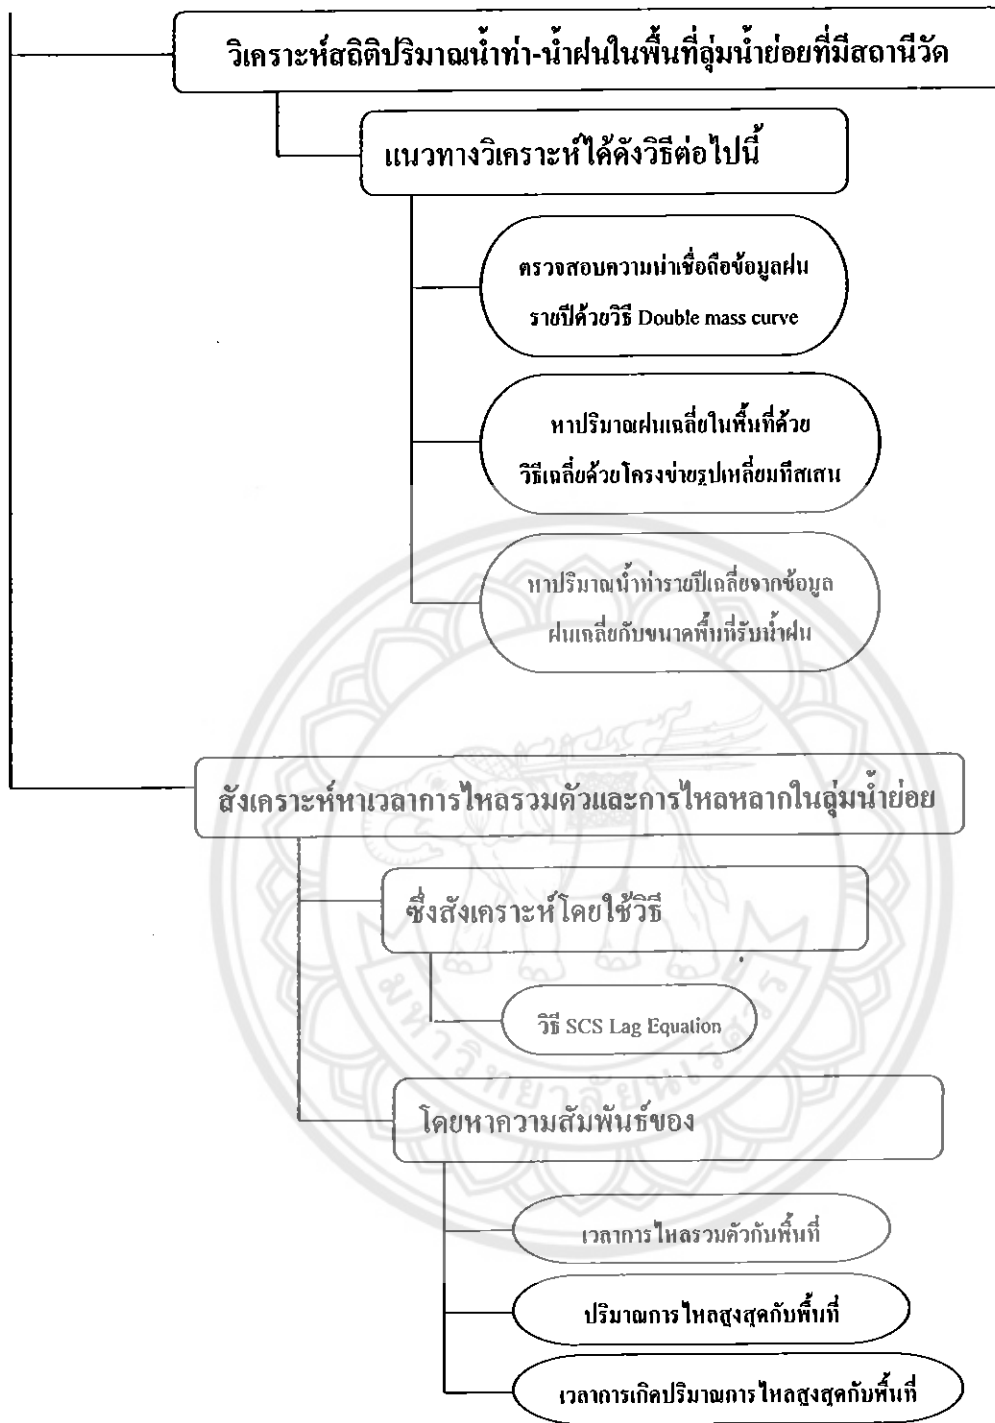 วิเคราะห์สถิติปริมาณน้ำท่า-น้ำฝนในพื้นที่ลุ่มน้ำย่อยที่มีสถานีวัด
แนวทางวิเคราะห์ได้ดังวิธีต่อไปนี้
ตรวจสอบความน่าเชื่อถือข้อมูลฝน
รายปีด้วยวิธี Double mass curve
หาปริมาณฝนเฉลี่ยในพื้นที่ด้วย
วิธีเฉลี่ยด้วยโครงข่ายรูปเหลี่ยมทีสเสน
หาปริมาณน้ำท่ารายปีเฉลี่ยจากข้อมูล
ฝนเฉลี่ยกับขนาดพื้นที่รับน้ำฝน
สังเคราะห์หาเวลาการไหลรวมตัวและการไหลหลากในลุ่มน้ำย่อย
ซึ่งสังเคราะห์โดยใช้วิธี
วิธี SCS Lag Equation
มหาวิทยาลัยนเรศวร
โดยหาความสัมพันธ์ของ
เวลาการไหลรวมตัวกับพื้นที่
ปริมาณการไหลสูงสุดกับพื้นที่
เวลาการเกิดปริมาณการไหลสูงสุดกับพื้นที่